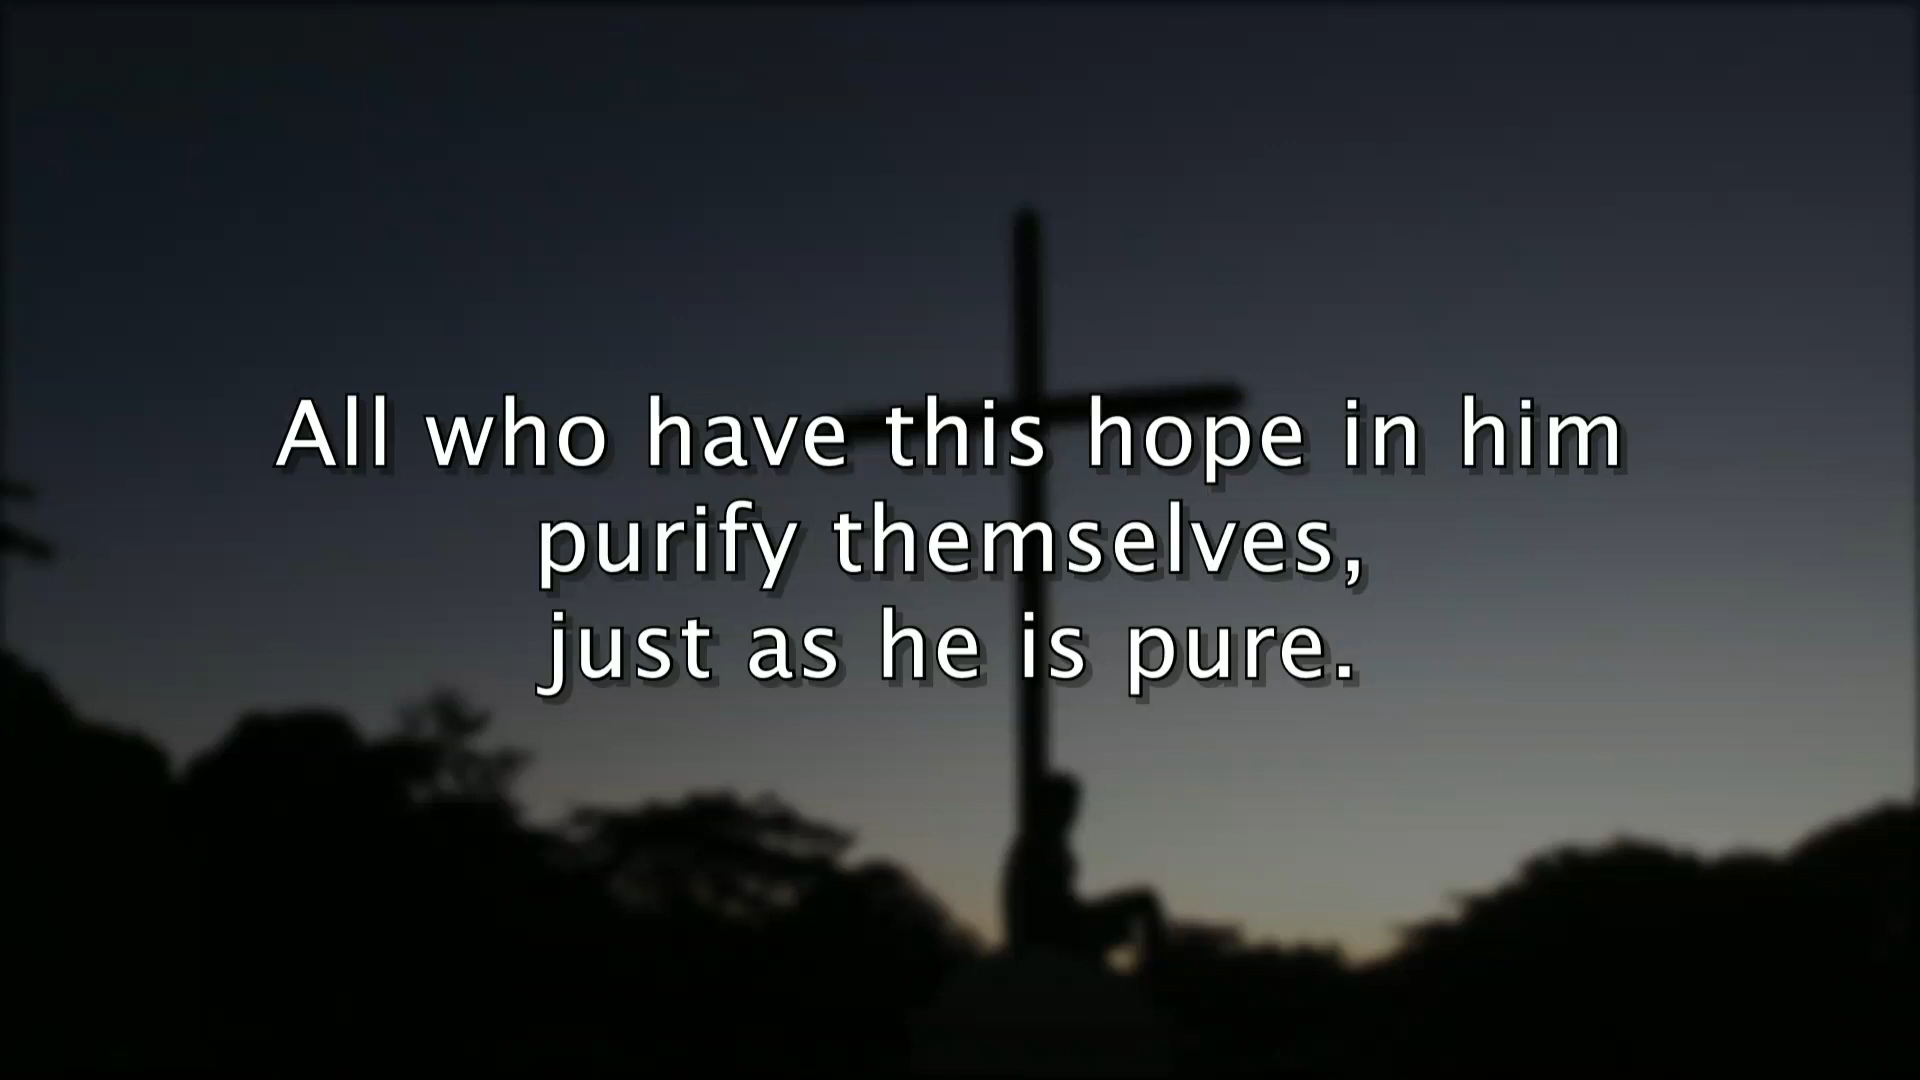 All who have this hope in him
purify themselves,
just as he is pure.